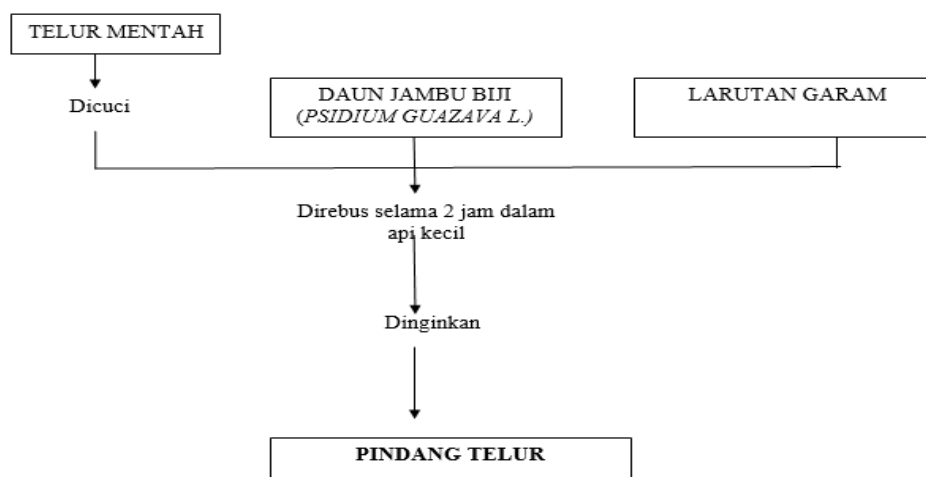 TELUR MENTAH
Dicuci
DAUN JAMBU BIJI
(PSIDIUM GUAZAVA L.)
LARUTAN GARAM
Direbus selama 2 jam dalam
api kecil
Dinginkan
PINDANG TELUR